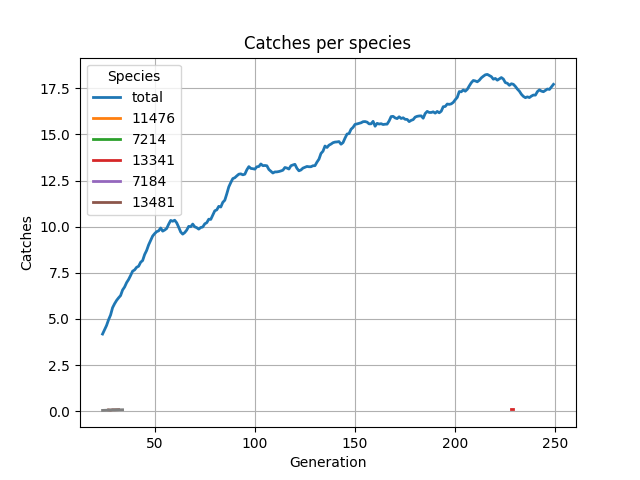 Catches per species
Species
total
11476
7214
13341
7184
13481
Catches
17.5
15.0
12.5
10.0
7.5
5.0
2.5
0.0
50 100 150 200 250
Generation